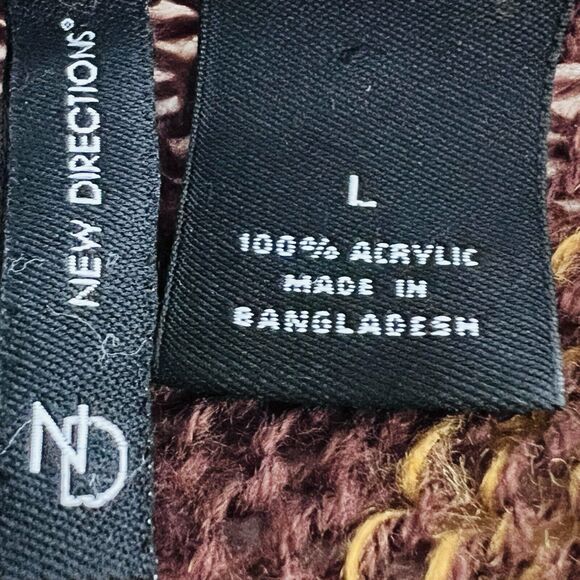 NEW DIRECTIONS®
ND
L
100% ACRYLIC
MADE IN
BANGLADESH